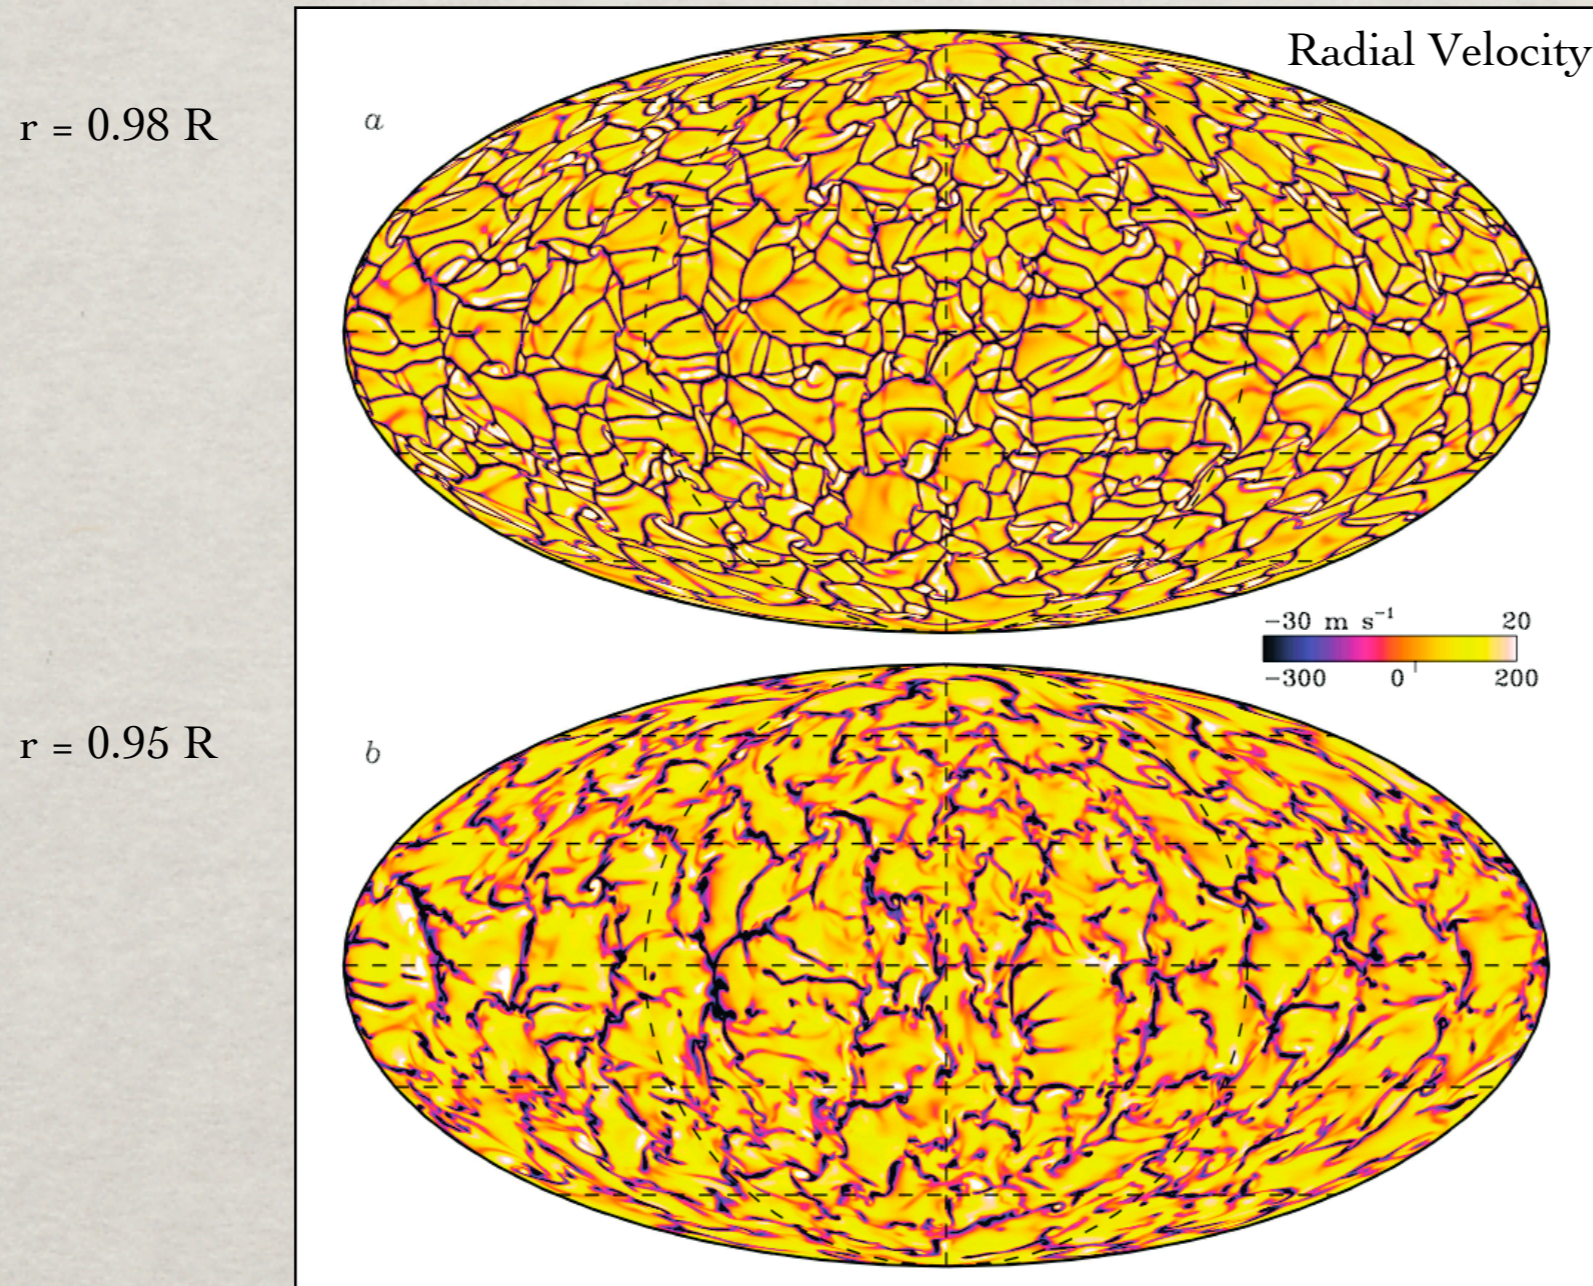 Radial Velocity
r = 0.98 R
a
−30 m s⁻¹ 20
−300 0 200
r = 0.95 R
b